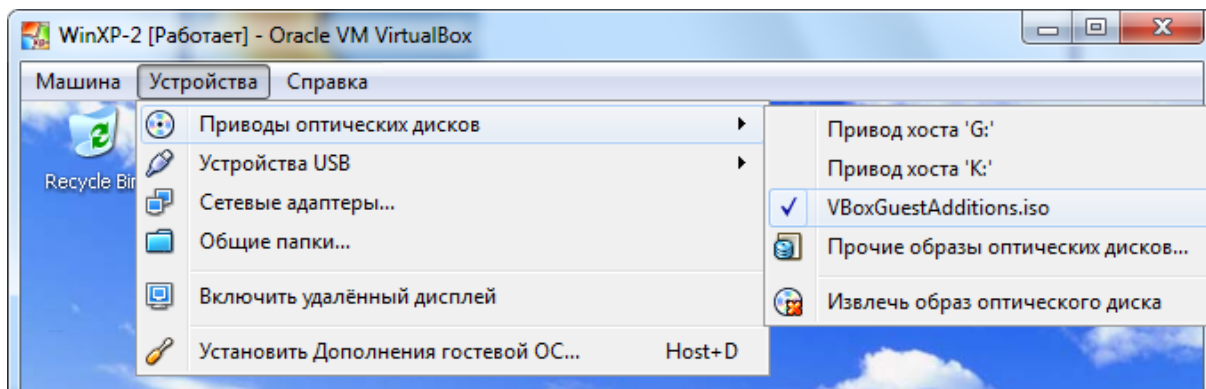 WinXP-2 [Работает] - Oracle VM VirtualBox
Машина Устройства Справка
Recycle Bin
Приводы оптических дисков
Устройства USB
Сетевые адаптеры...
Общие папки...
Включить удалённый дисплей
Установить Дополнения гостевой ОС... Host+D
Привод хоста 'G:'
Привод хоста 'K:'
VBoxGuestAdditions.iso
Прочие образы оптических дисков...
Извлечь образ оптического диска